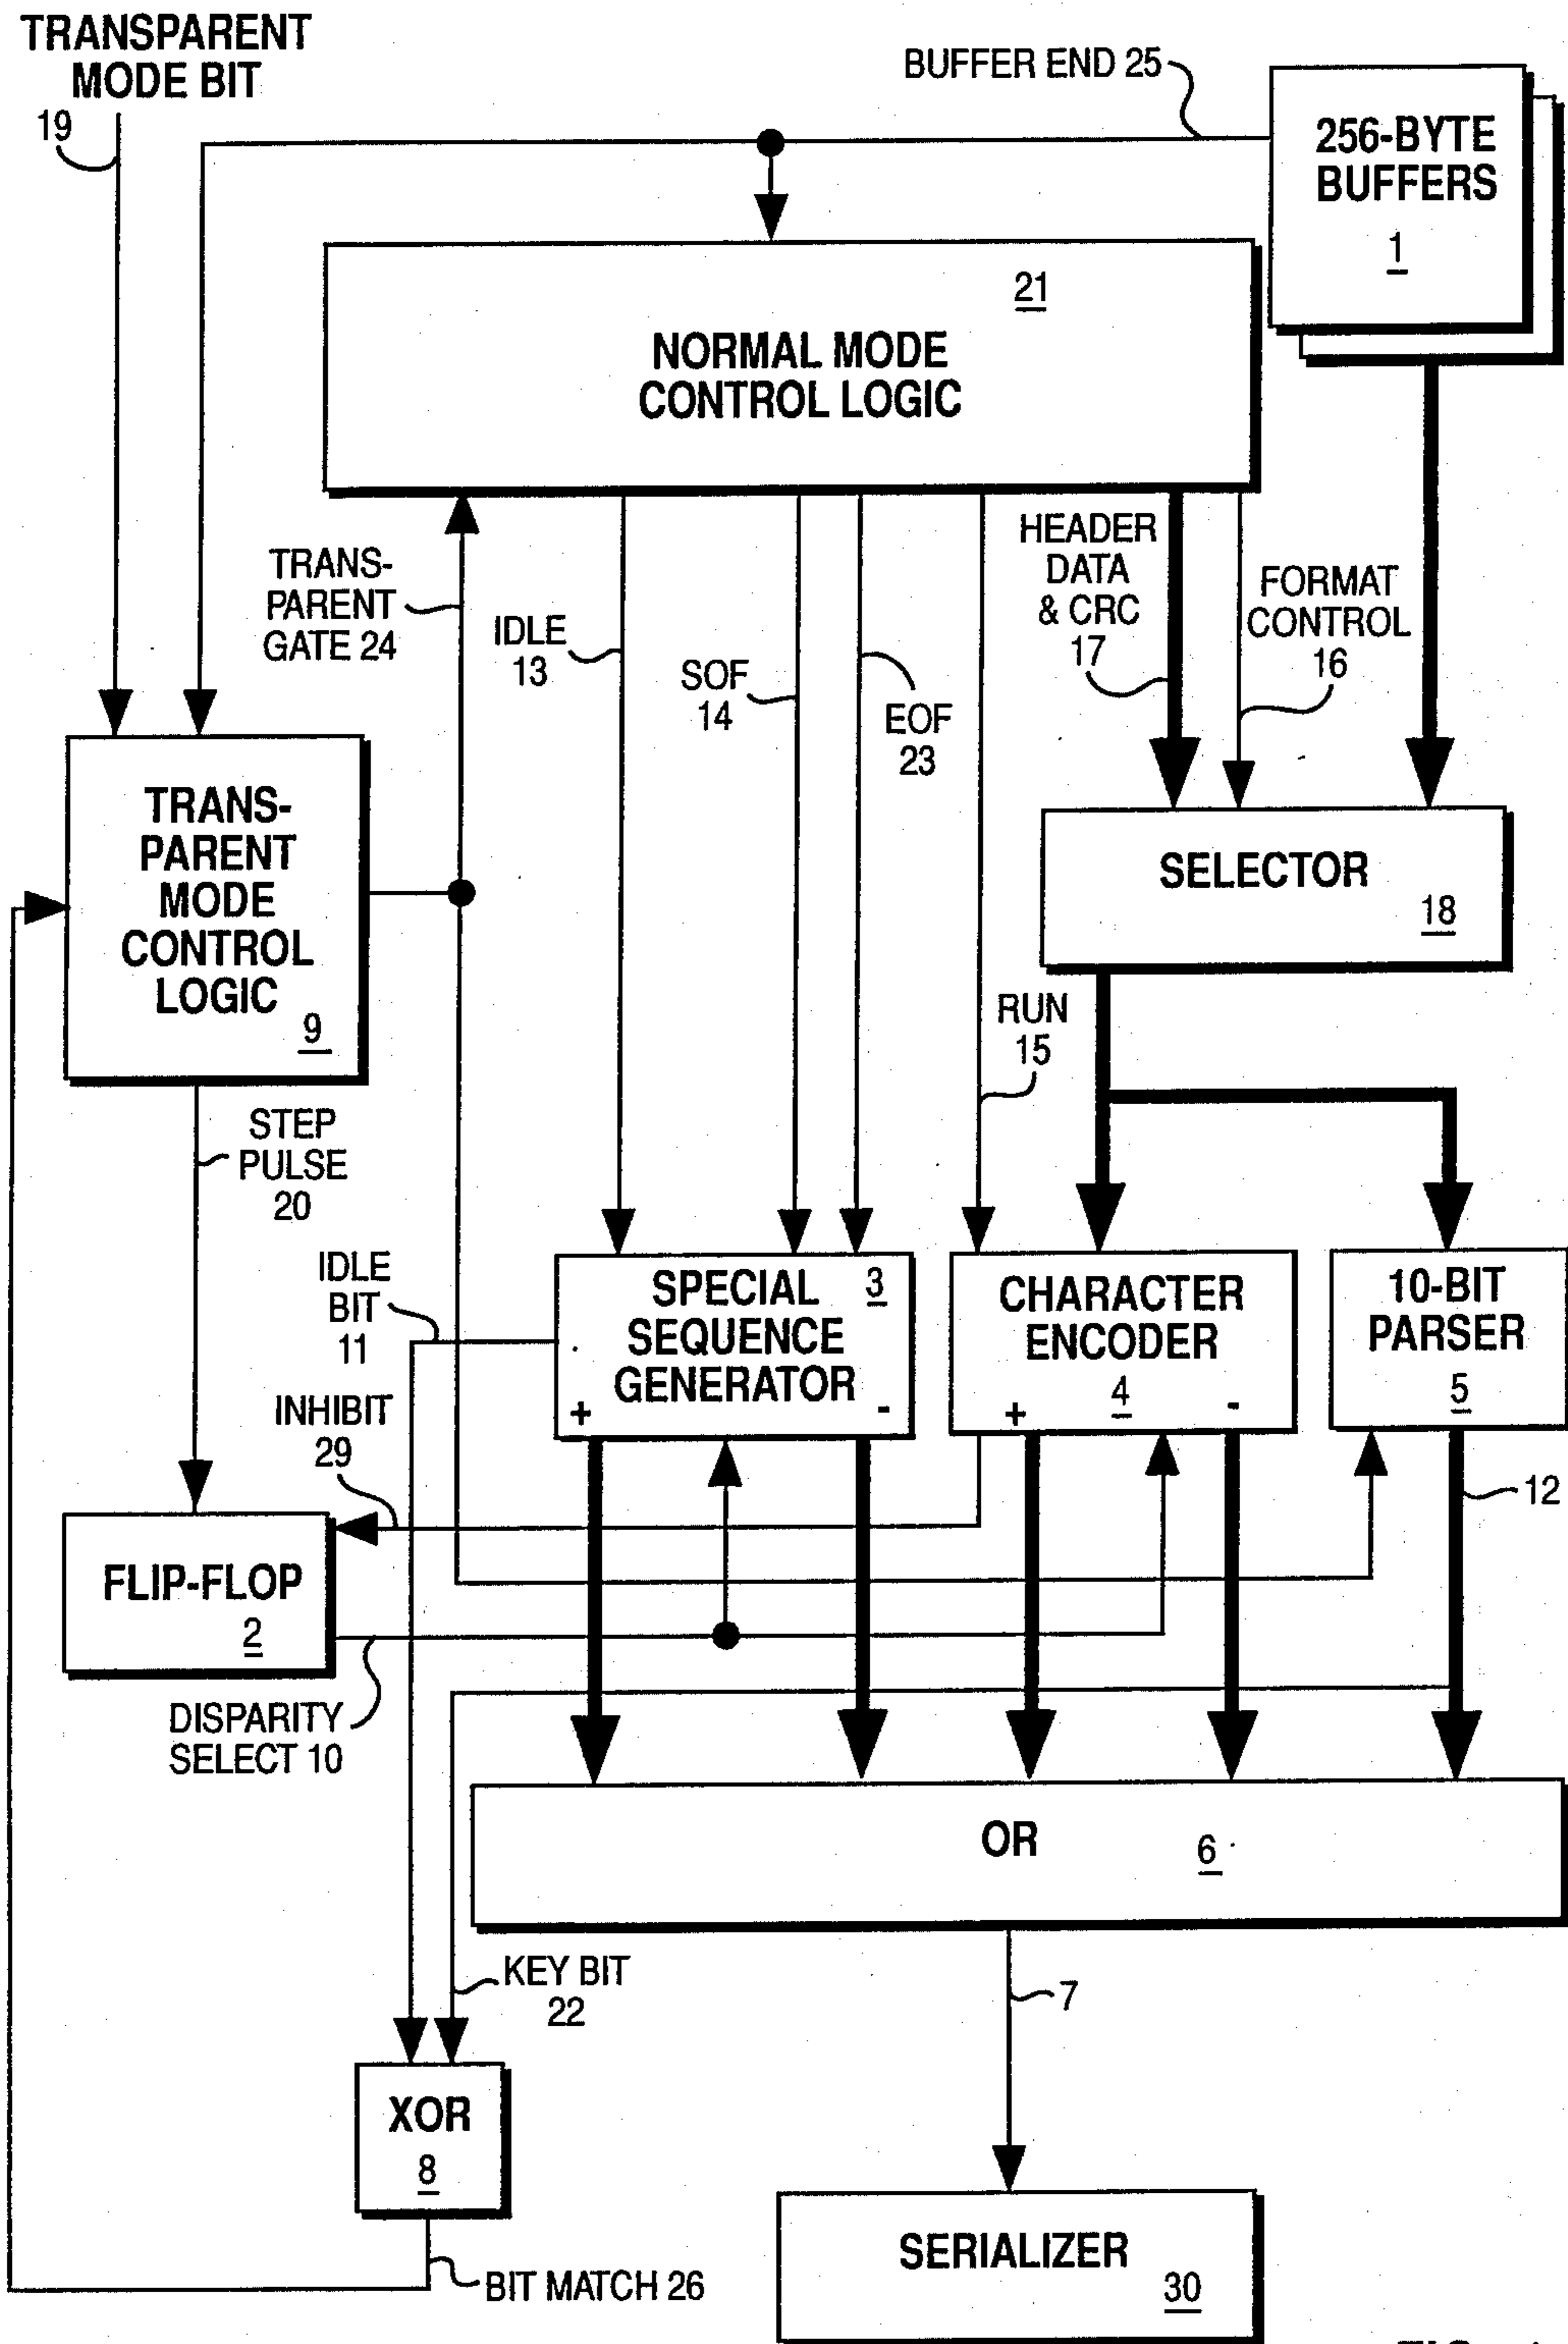 TRANSPARENT
MODE BIT
19
BUFFER END 25
256-BYTE
BUFFERS
1
21
NORMAL MODE
CONTROL LOGIC
TRANS-
PARENT
GATE 24
IDLE
13
SOF
14
EOF
23
HEADER
DATA
& CRC
17
FORMAT
CONTROL
16
TRANS-
PARENT
MODE
CONTROL
LOGIC
9
SELECTOR
18
RUN
15
STEP
PULSE
20
IDLE
BIT
11
SPECIAL
SEQUENCE
GENERATOR
3
+
-
CHARACTER
ENCODER
4
+
-
10-BIT
PARSER
5
INHIBIT
29
12
FLIP-FLOP
2
DISPARITY
SELECT 10
OR
6
KEY BIT
22
7
XOR
8
BIT MATCH 26
SERIALIZER
30